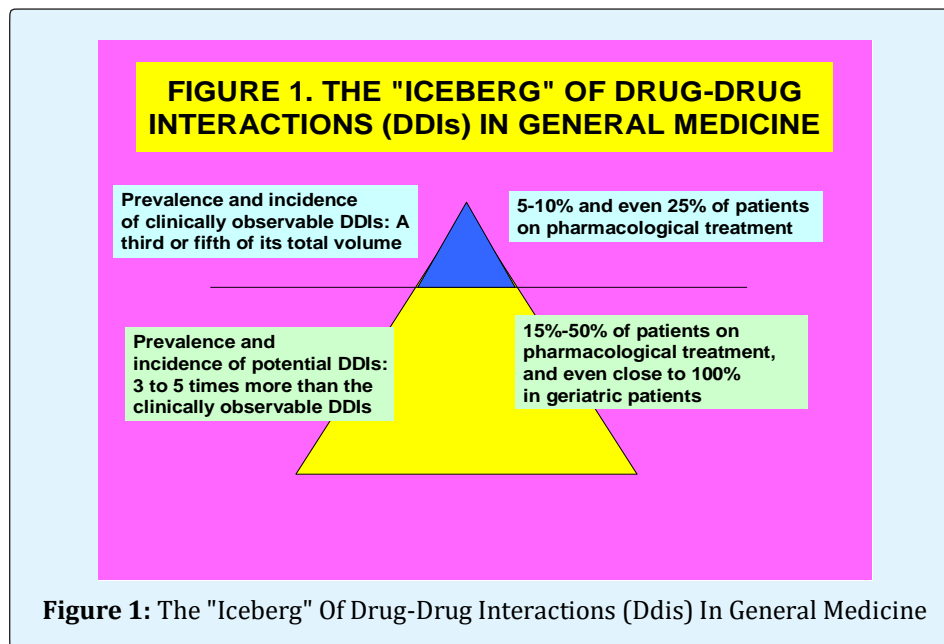 FIGURE 1. THE "ICEBERG" OF DRUG-DRUG
INTERACTIONS (DDIs) IN GENERAL MEDICINE
Prevalence and incidence
of clinically observable DDIs: A
third or fifth of its total volume
5-10% and even 25% of patients
on pharmacological treatment
Prevalence and
incidence of potential DDIs:
3 to 5 times more than the
clinically observable DDIs
15%-50% of patients on
pharmacological treatment,
and even close to 100%
in geriatric patients
Figure 1: The "Iceberg" Of Drug-Drug Interactions (Ddis) In General Medicine